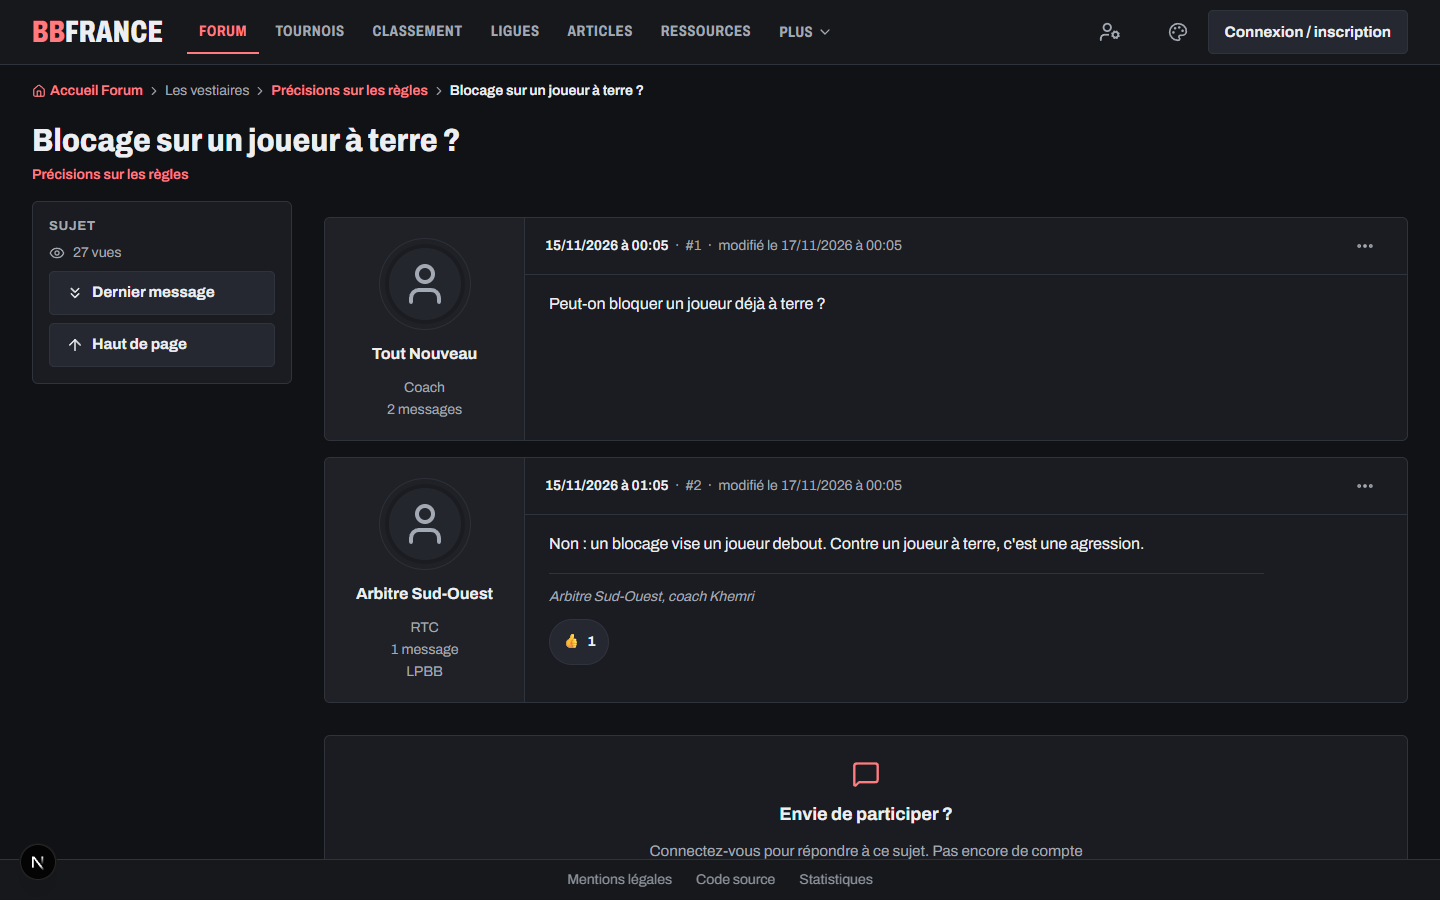 BBFRANCE FORUM TOURNOIS CLASSEMENT LIGUES ARTICLES RESSOURCES PLUS Connexion / inscription
Accueil Forum > Les vestiaires > Précisions sur les règles > Blocage sur un joueur à terre ?
Blocage sur un joueur à terre ?
Précisions sur les règles
SUJET
27 vues
Dernier message
Haut de page
15/11/2026 à 00:05 · #1 · modifié le 17/11/2026 à 00:05
Tout Nouveau
Coach
2 messages
Peut-on bloquer un joueur déjà à terre ?
15/11/2026 à 01:05 · #2 · modifié le 17/11/2026 à 00:05
Arbitre Sud-Ouest
RTC
1 message
LPBB
Non : un blocage vise un joueur debout. Contre un joueur à terre, c'est une agression.
Arbitre Sud-Ouest, coach Khemri
👍 1
Envie de participer ?
Connectez-vous pour répondre à ce sujet. Pas encore de compte
N
Mentions légales Code source Statistiques